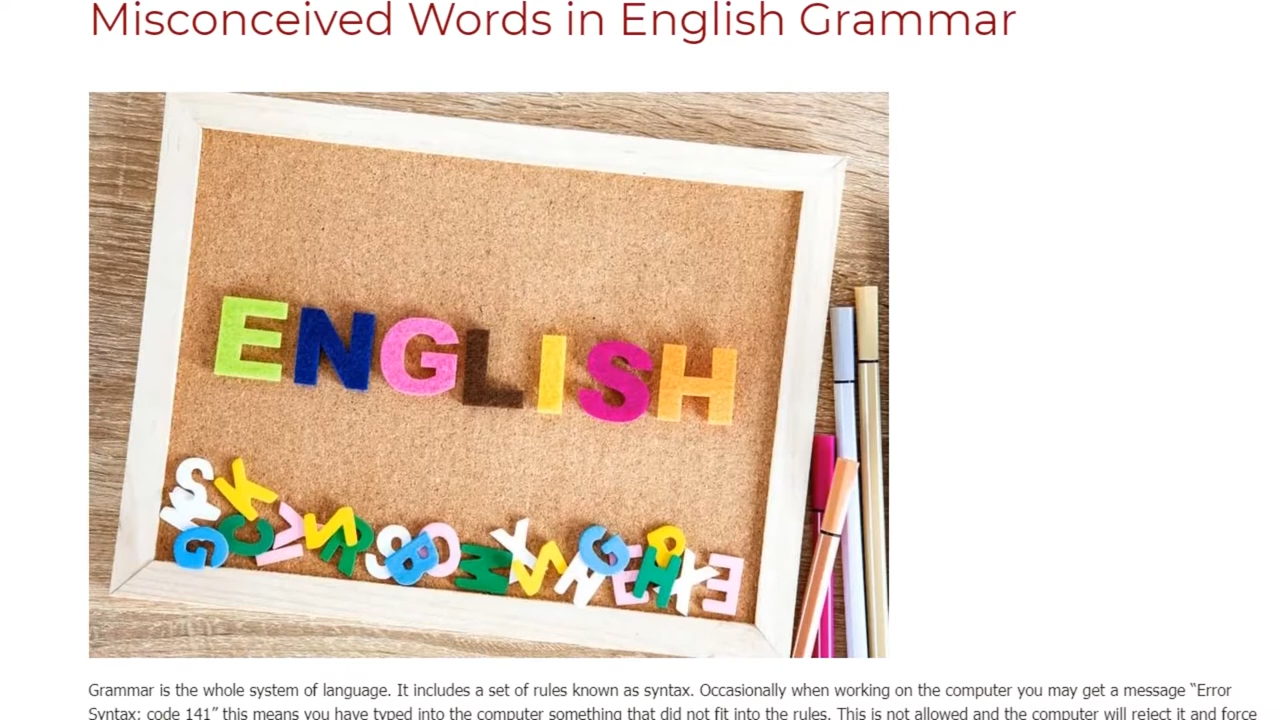 Misconceived Words in English Grammar
ENGLISH
Grammar is the whole system of language. It includes a set of rules known as syntax. Occasionally when working on the computer you may get a message “Error
Syntax: code 141” this means you have typed into the computer something that did not fit into the rules. This is not allowed and the computer will reject it and force